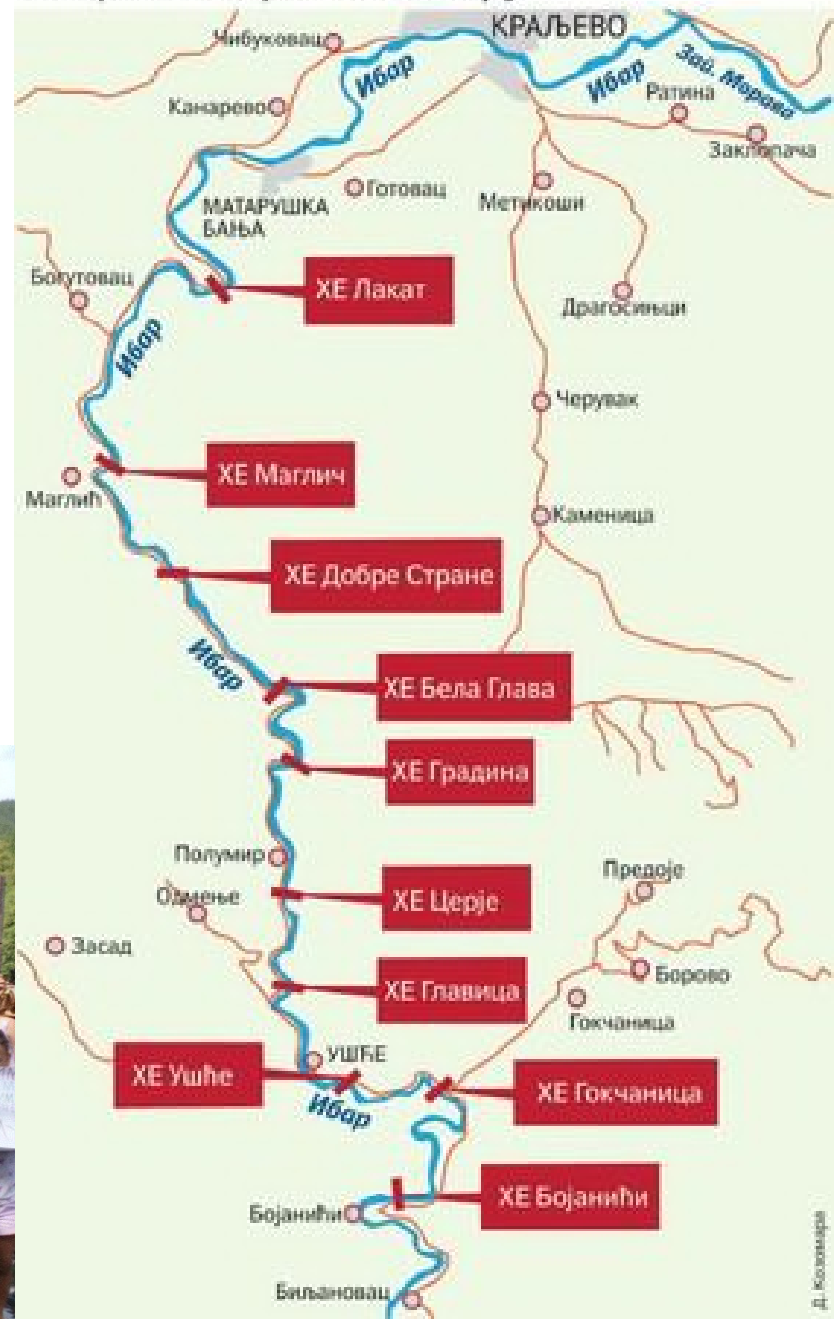 КРАЉЕВО
Чибуковац
Ибар
Ибар
Зап. Морава
Канарево
Ратина
Заклопача
Готовац
Метикоши
МАТАРУШКА
БАЊА
Богутовац
ХЕ Лакат
Драгосињци
Ибар
Черувак
ХЕ Маглич
Маглић
Каменица
ХЕ Добре Стране
Ибар
ХЕ Бела Глава
ХЕ Градина
Полумир
Предоје
Одмење
ХЕ Церје
Засад
Борово
ХЕ Главица
Гокчаница
УШЋЕ
ХЕ Ушће
ХЕ Гокчаница
Ибар
ХЕ Бојанићи
Бојанићи
Биљановац
Д. Козомара